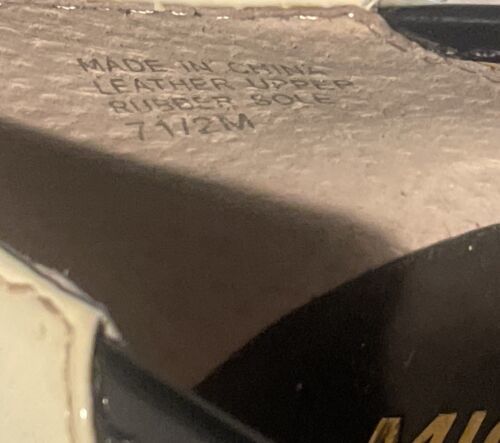 MADE IN CHINA
LEATHER UPPER
RUBBER SOLE
7 1/2M